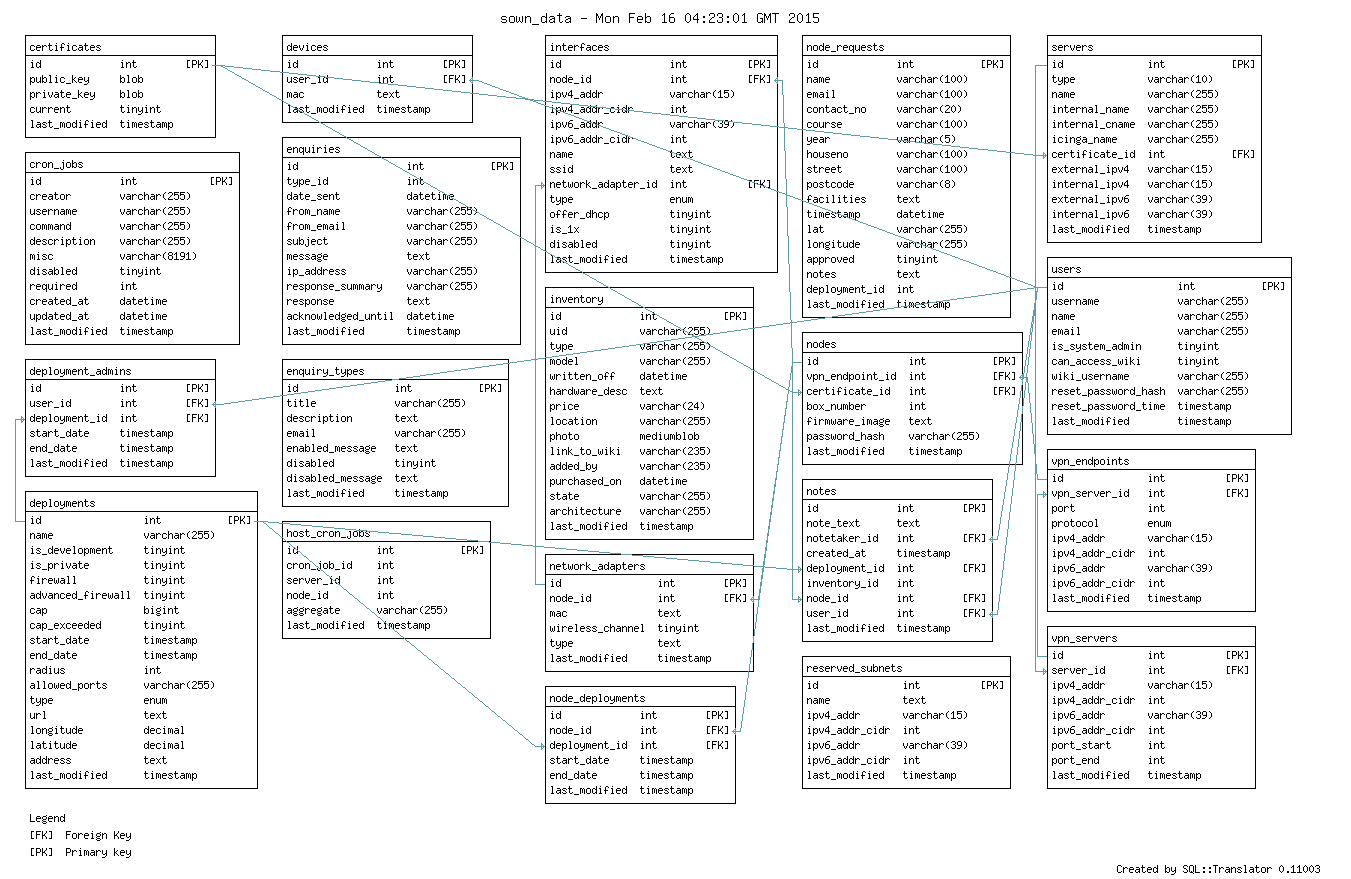 sown_data - Mon Feb 16 04:23:01 GMT 2015
certificates
id int [PK]
public_key blob
private_key blob
current tinyint
last_modified timestamp
cron_jobs
id int [PK]
creator varchar(255)
username varchar(255)
command varchar(255)
description varchar(255)
misc varchar(8191)
disabled tinyint
required int
created_at datetime
updated_at datetime
last_modified timestamp
deployment_admins
id int [PK]
user_id int [FK]
deployment_id int [FK]
start_date timestamp
end_date timestamp
last_modified timestamp
deployments
id int [PK]
name varchar(255)
is_development tinyint
is_private tinyint
firewall tinyint
advanced_firewall tinyint
cap bigint
cap_exceeded tinyint
start_date timestamp
end_date timestamp
radius int
allowed_ports varchar(255)
type enum
url text
longitude decimal
latitude decimal
address text
last_modified timestamp
devices
id int [PK]
user_id int [FK]
mac text
last_modified timestamp
enquiries
id int [PK]
type_id int
date_sent datetime
from_name varchar(255)
from_email varchar(255)
subject varchar(255)
message text
ip_address varchar(255)
response_summary varchar(255)
response text
acknowledged_until datetime
last_modified timestamp
enquiry_types
id int [PK]
title varchar(255)
description text
email varchar(255)
enabled_message text
disabled tinyint
disabled_message text
last_modified timestamp
host_cron_jobs
id int [PK]
cron_job_id int
server_id int
node_id int
aggregate varchar(255)
last_modified timestamp
interfaces
id int [PK]
node_id int [FK]
ipv4_addr varchar(15)
ipv4_addr_cidr int
ipv6_addr varchar(39)
ipv6_addr_cidr int
name text
ssid text
network_adapter_id int [FK]
type enum
offer_dhcp tinyint
is_1x tinyint
disabled tinyint
last_modified timestamp
inventory
id int [PK]
uid varchar(255)
type varchar(255)
model varchar(255)
written_off datetime
hardware_desc text
price varchar(24)
location varchar(255)
photo mediumblob
link_to_wiki varchar(235)
added_by varchar(235)
purchased_on datetime
state varchar(255)
architecture varchar(255)
last_modified timestamp
network_adapters
id int [PK]
node_id int [FK]
mac text
wireless_channel tinyint
type text
last_modified timestamp
node_deployments
id int [PK]
node_id int [FK]
deployment_id int [FK]
start_date timestamp
end_date timestamp
last_modified timestamp
node_requests
id int [PK]
name varchar(100)
email varchar(100)
contact_no varchar(20)
course varchar(100)
year varchar(5)
houseno varchar(100)
street varchar(100)
postcode varchar(8)
facilities text
timestamp datetime
lat varchar(255)
longitude varchar(255)
approved tinyint
notes text
deployment_id int
last_modified timestamp
nodes
id int [PK]
vpn_endpoint_id int [FK]
certificate_id int [FK]
box_number int
firmware_image text
password_hash varchar(255)
last_modified timestamp
notes
id int [PK]
note_text text
notetaker_id int [FK]
created_at timestamp
deployment_id int [FK]
inventory_id int
node_id int [FK]
user_id int [FK]
last_modified timestamp
reserved_subnets
id int [PK]
name text
ipv4_addr varchar(15)
ipv4_addr_cidr int
ipv6_addr varchar(39)
ipv6_addr_cidr int
last_modified timestamp
servers
id int [PK]
type varchar(10)
name varchar(255)
internal_name varchar(255)
internal_cname varchar(255)
icinga_name varchar(255)
certificate_id int [FK]
external_ipv4 varchar(15)
internal_ipv4 varchar(15)
external_ipv6 varchar(39)
internal_ipv6 varchar(39)
last_modified timestamp
users
id int [PK]
username varchar(255)
name varchar(255)
email varchar(255)
is_system_admin tinyint
can_access_wiki tinyint
wiki_username varchar(255)
reset_password_hash varchar(255)
reset_password_time timestamp
last_modified timestamp
vpn_endpoints
id int [PK]
vpn_server_id int [FK]
port int
protocol enum
ipv4_addr varchar(15)
ipv4_addr_cidr int
ipv6_addr varchar(39)
ipv6_addr_cidr int
last_modified timestamp
vpn_servers
id int [PK]
server_id int [FK]
ipv4_addr varchar(15)
ipv4_addr_cidr int
ipv6_addr varchar(39)
ipv6_addr_cidr int
port_start int
port_end int
last_modified timestamp
Legend
[FK] Foreign Key
[PK] Primary key
Created by SQL::Translator 0.11003